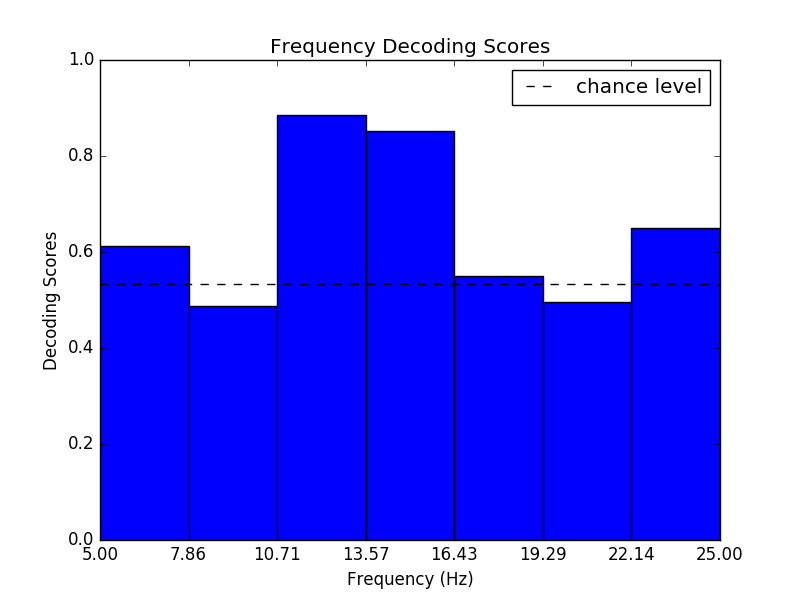 Frequency Decoding Scores
chance level
1.0
0.8
0.6
0.4
0.2
0.0
Decoding Scores
5.00 7.86 10.71 13.57 16.43 19.29 22.14 25.00
Frequency (Hz)